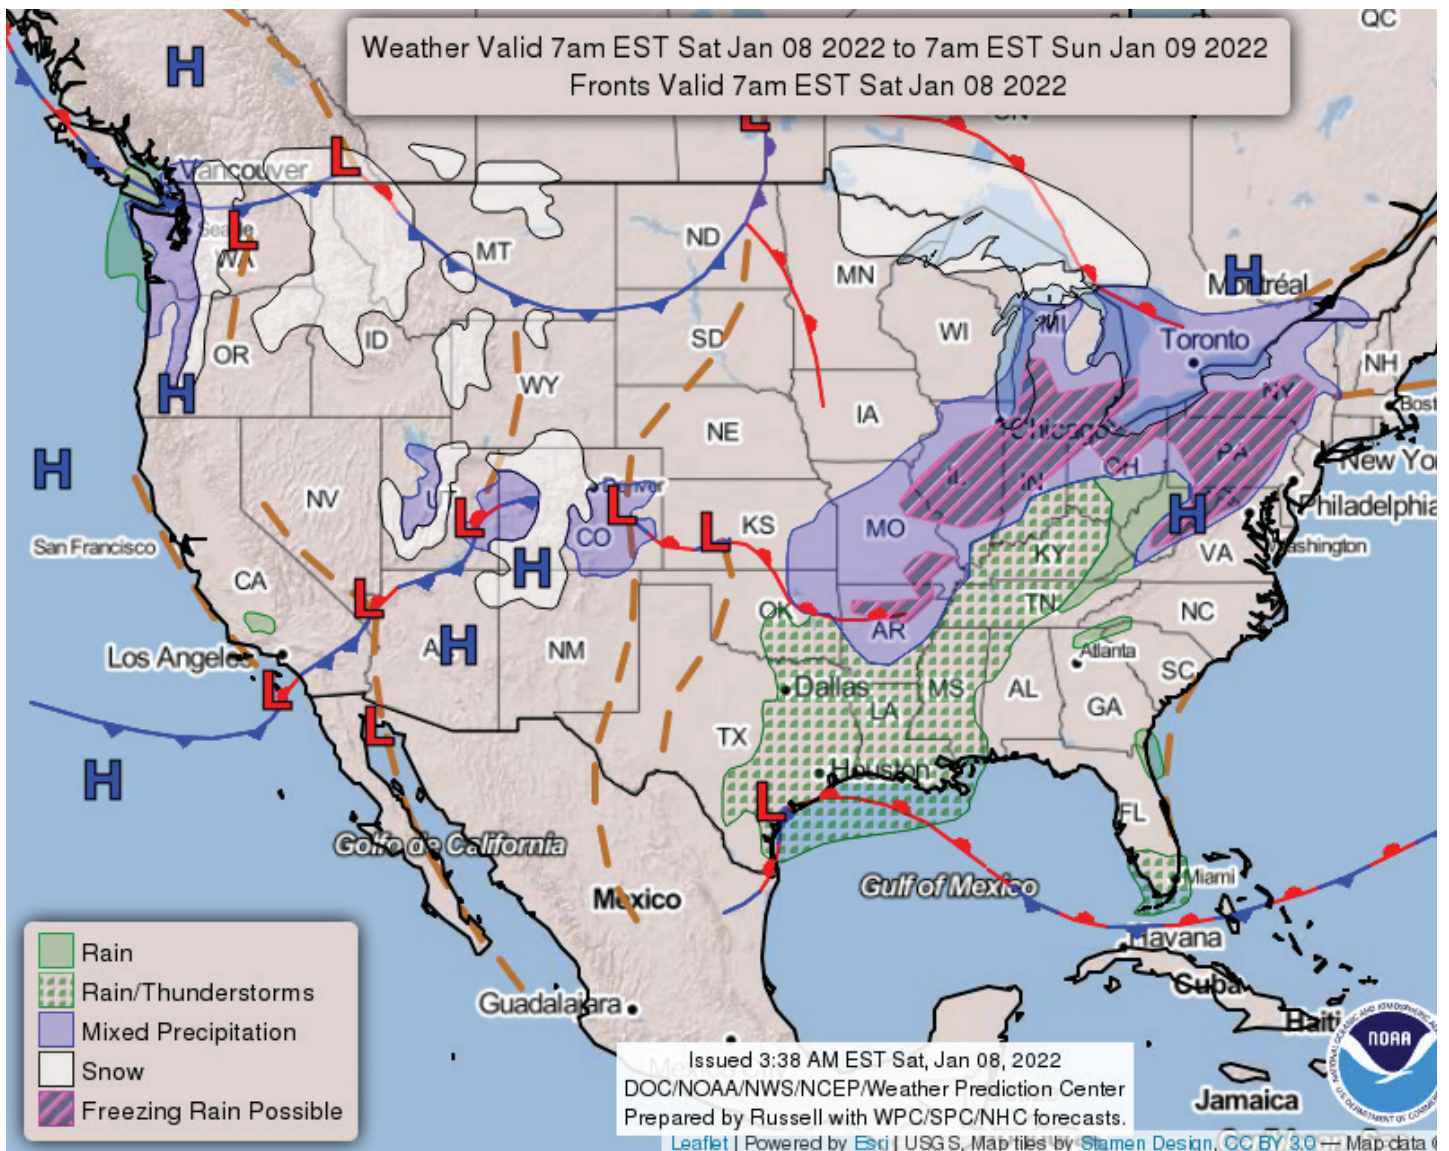 QC
Weather Valid 7am EST Sat Jan 08 2022 to 7am EST Sun Jan 09 2022
Fronts Valid 7am EST Sat Jan 08 2022
H
L
L
Vancouver
Seattle
L
WA
MT
ND
MN
H
Montréal
OR
ID
SD
WI
MI
Toronto
H
WY
NH
IA
NY
Bost
NE
Chicago
H
NV
UT
L
Denver
L
CO
L
KS
MO
IL
IN
OH
PA
New Yo
H
Philadelphia
San Francisco
CA
H
KY
VA
Washington
L
OK
TN
NC
AR
Los Angeles
H
NM
Atlanta
SC
L
Dallas
MS
AL
GA
LA
L
TX
H
Houston
L
FL
Golfo de California
Mexico
Gulf of Mexico
Miami
Havana
Cuba
Haiti
Guadalajara
Jamaica
Rain
Rain/Thunderstorms
Mixed Precipitation
Snow
Freezing Rain Possible
NOAA
Issued 3:38 AM EST Sat, Jan 08, 2022
DOC/NOAA/NWS/NCEP/Weather Prediction Center
Prepared by Russell with WPC/SPC/NHC forecasts.
Leaflet | Powered by Esri | USGS, Map tiles by Stamen Design, CC BY 3.0 — Map data ©